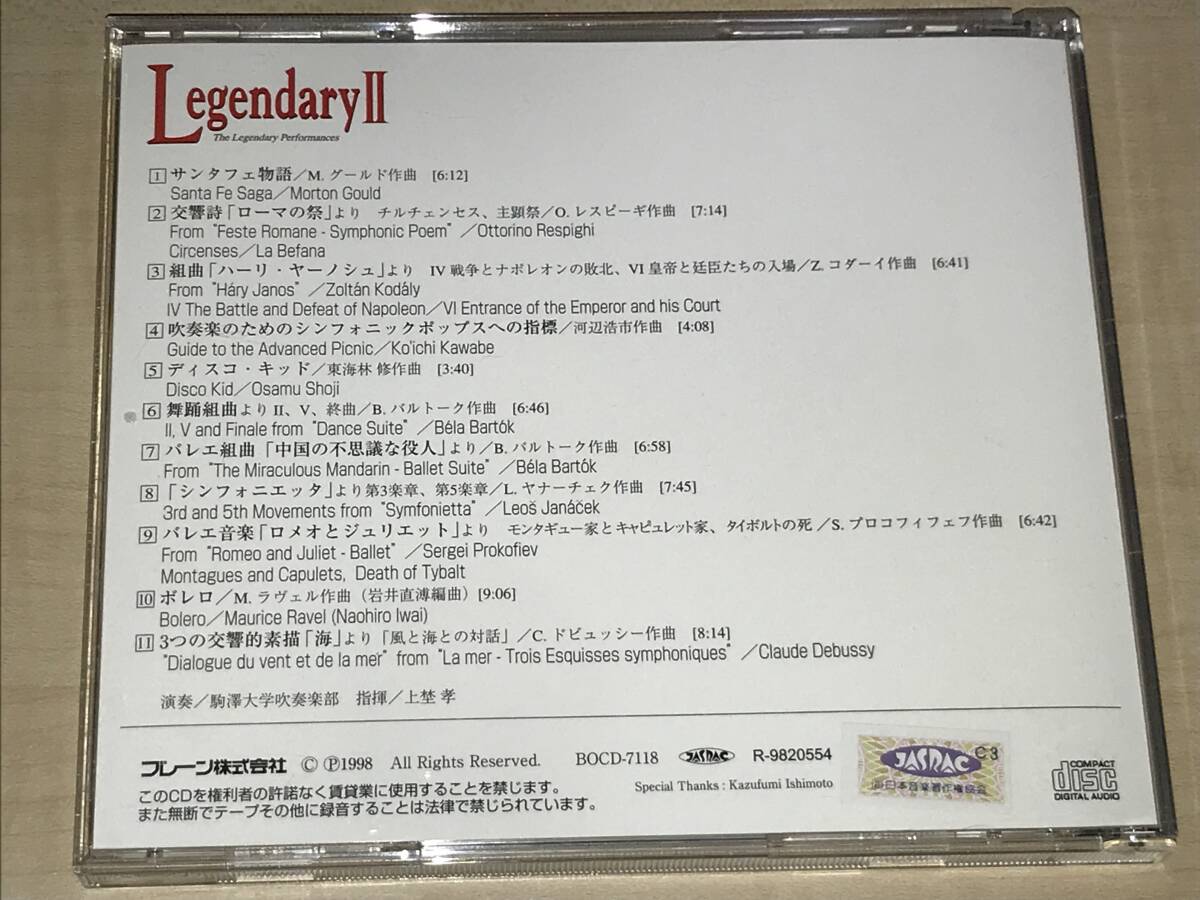 Legendary II
The Legendary Performances
1 サンタフェ物語／M. グールド作曲 [6:12]
Santa Fe Saga／Morton Gould
2 交響詩「ローマの祭」より チルチェンセス、主顕祭／O. レスピーギ作曲 [7:14]
From "Feste Romane - Symphonic Poem" ／Ottorino Respighi
Circenses／La Befana
3 組曲「ハーリ・ヤーノシュ」より IV 戦争とナポレオンの敗北、VI 皇帝と廷臣たちの入場／Z. コダーイ作曲 [6:41]
From "Háry Janos" ／Zoltán Kodály
IV The Battle and Defeat of Napoleon／VI Entrance of the Emperor and his Court
4 吹奏楽のためのシンフォニックポップスへの指標／河辺浩市作曲 [4:08]
Guide to the Advanced Picnic／Ko'ichi Kawabe
5 ディスコ・キッド／東海林 修作曲 [3:40]
Disco Kid／Osamu Shoji
6 舞踊組曲より II、V、終曲／B. バルトーク作曲 [6:46]
II, V and Finale from "Dance Suite" ／Béla Bartók
7 バレエ組曲「中国の不思議な役人」より／B. バルトーク作曲 [6:58]
From "The Miraculous Mandarin - Ballet Suite" ／Béla Bartók
8 「シンフォニエッタ」より第3楽章、第5楽章／L. ヤナーチェク作曲 [7:45]
3rd and 5th Movements from "Symfonietta" ／Leoš Janáček
9 バレエ音楽「ロメオとジュリエット」より モンタギュー家とキャピュレット家、タイボルトの死／S. プロコフィフェフ作曲 [6:42]
From "Romeo and Juliet - Ballet" ／Sergei Prokofiev
Montagues and Capulets, Death of Tybalt
10 ボレロ／M. ラヴェル作曲（岩井直溥編曲）[9:06]
Bolero／Maurice Ravel (Naohiro Iwai)
11 3つの交響的素描「海」より「風と海との対話」／C. ドビュッシー作曲 [8:14]
"Dialogue du vent et de la mer" from "La mer - Trois Esquisses symphoniques" ／Claude Debussy
演奏／駒澤大学吹奏楽部 指揮／上埜 孝
ブレーン株式会社 © ℗1998 All Rights Reserved. BOCD-7118 JASRAC R-9820554
Special Thanks : Kazufumi Ishimoto
このCDを権利者の許諾なく賃貸業に使用することを禁じます。
また無断でテープその他に録音することは法律で禁じられています。
C3
JASRAC
(社)日本音楽著作権協会
COMPACT
disc
DIGITAL AUDIO